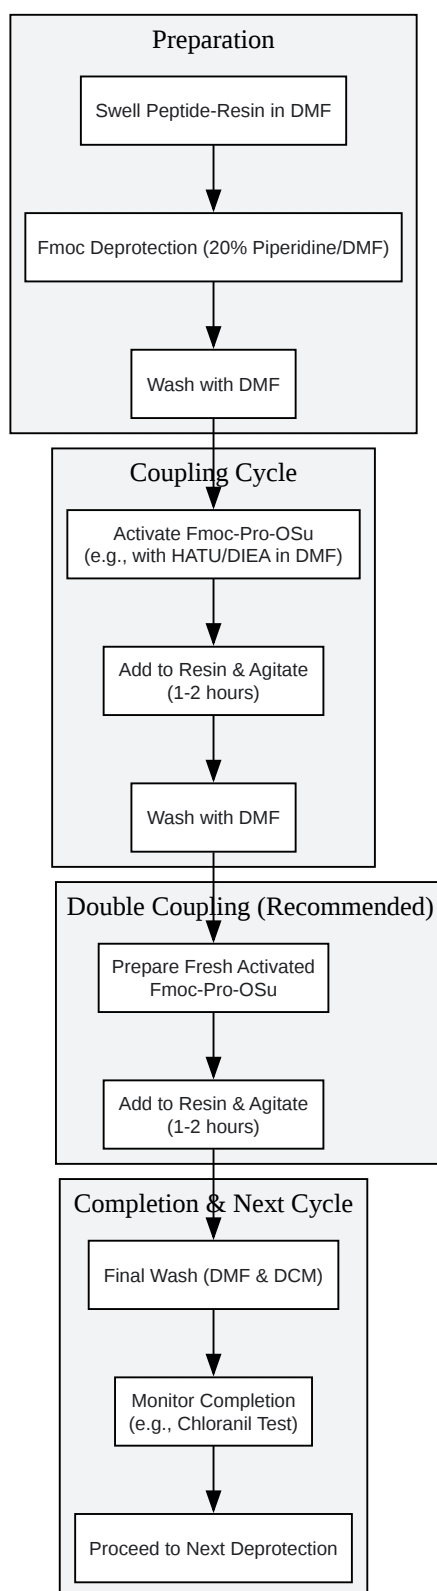 Preparation
Swell Peptide-Resin in DMF
Fmoc Deprotection (20% Piperidine/DMF)
Wash with DMF
Coupling Cycle
Activate Fmoc-Pro-OSu
(e.g., with HATU/DIEA in DMF)
Add to Resin & Agitate
(1-2 hours)
Wash with DMF
Double Coupling (Recommended)
Prepare Fresh Activated
Fmoc-Pro-OSu
Add to Resin & Agitate
(1-2 hours)
Completion & Next Cycle
Final Wash (DMF & DCM)
Monitor Completion
(e.g., Chloranil Test)
Proceed to Next Deprotection